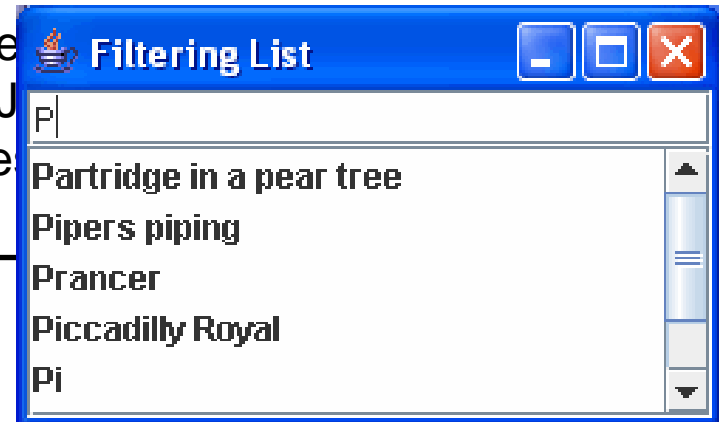 Filtering List
P
Partridge in a pear tree
Pipers piping
Prancer
Piccadilly Royal
Pi